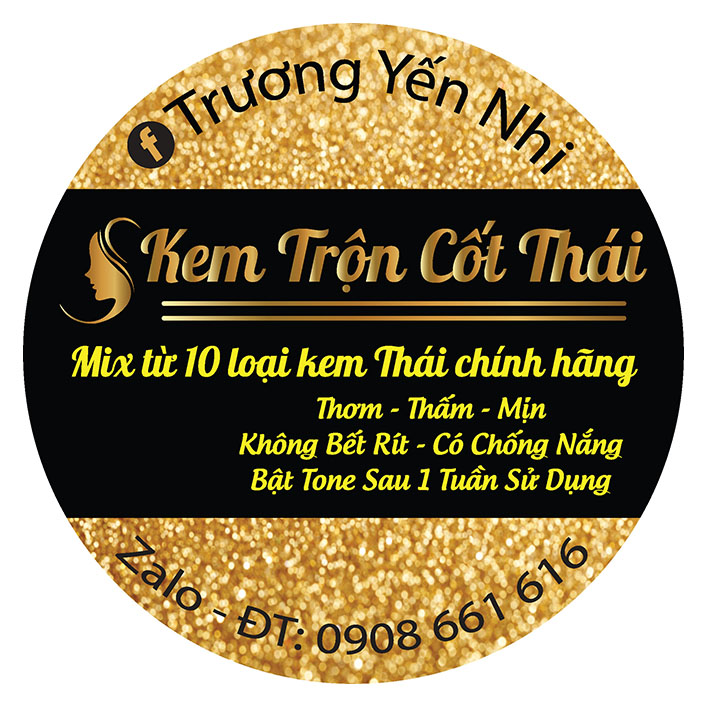 Trương Yến Nhi
Kem Trộn Cốt Thái
Mix từ 10 loại kem Thái chính hãng
Thơm - Thấm - Mịn
Không Bết Rít - Có Chống Nắng
Bật Tone Sau 1 Tuần Sử Dụng
Zalo - ĐT: 0908 661 616